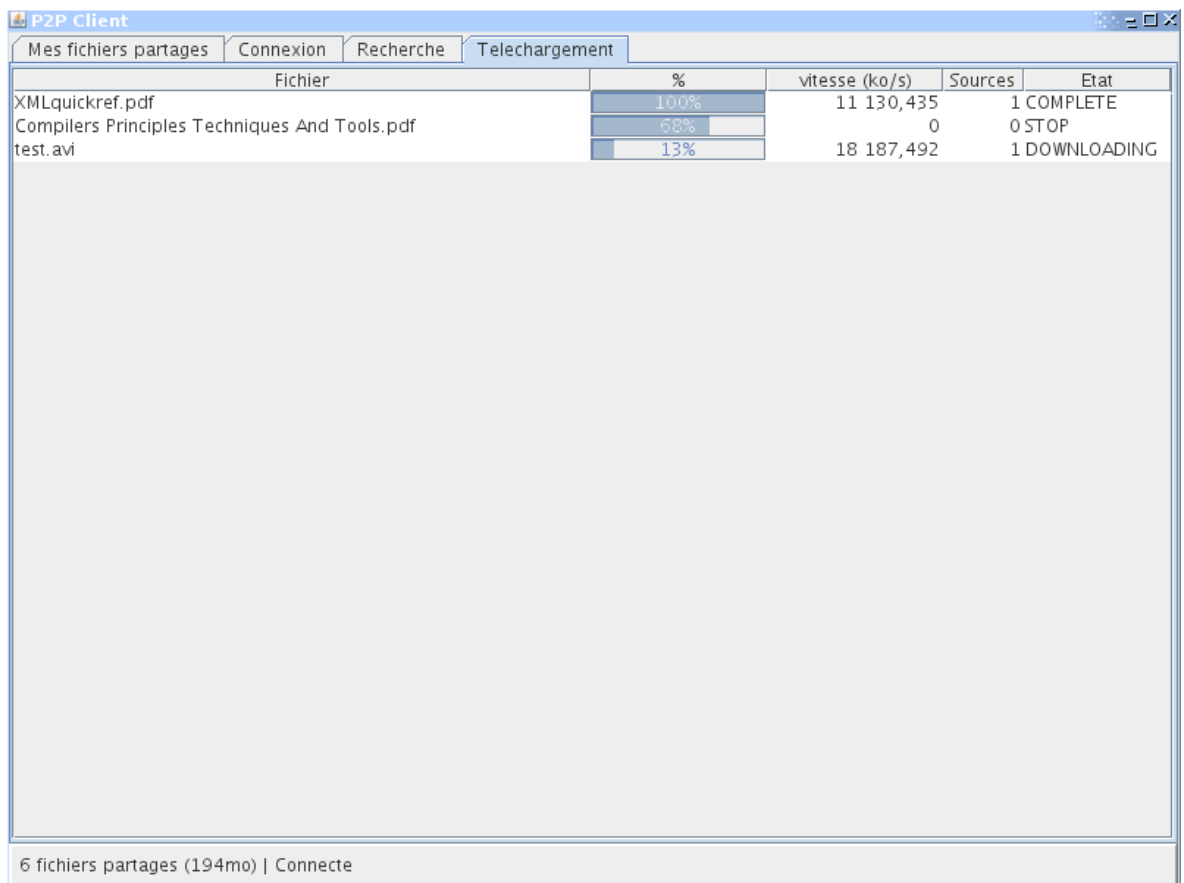 P2P Client
Mes fichiers partages Connexion Recherche Telechargement
Fichier % vitesse (ko/s) Sources Etat
XMLquickref.pdf 100% 11 130,435 1 COMPLETE
Compilers Principles Techniques And Tools.pdf 68% 0 0 STOP
test.avi 13% 18 187,492 1 DOWNLOADING
6 fichiers partages (194mo) | Connecte